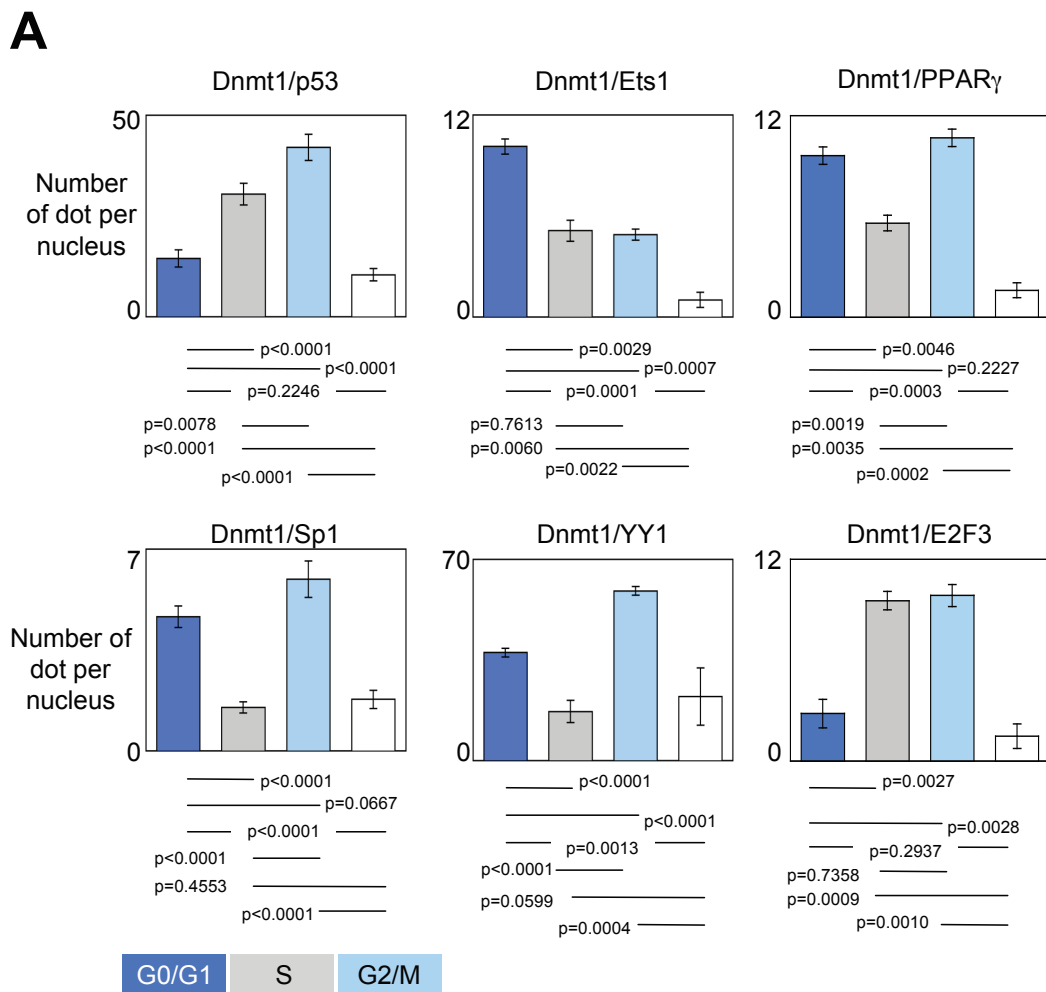 A
Dnmt1/p53
Dnmt1/Ets1
Dnmt1/PPARγ
50
12
12
Number
of dot per
nucleus
0
0
0
p<0.0001
p<0.0001
p=0.2246
p=0.0078
p<0.0001
p<0.0001
p=0.0029
p=0.0007
p=0.0001
p=0.7613
p=0.0060
p=0.0022
p=0.0046
p=0.2227
p=0.0003
p=0.0019
p=0.0035
p=0.0002
Dnmt1/Sp1
Dnmt1/YY1
Dnmt1/E2F3
7
70
12
Number of
dot per
nucleus
0
0
0
p<0.0001
p=0.0667
p<0.0001
p<0.0001
p=0.4553
p<0.0001
p<0.0001
p<0.0001
p=0.0013
p<0.0001
p=0.0599
p=0.0004
p=0.0027
p=0.0028
p=0.2937
p=0.7358
p=0.0009
p=0.0010
G0/G1
S
G2/M